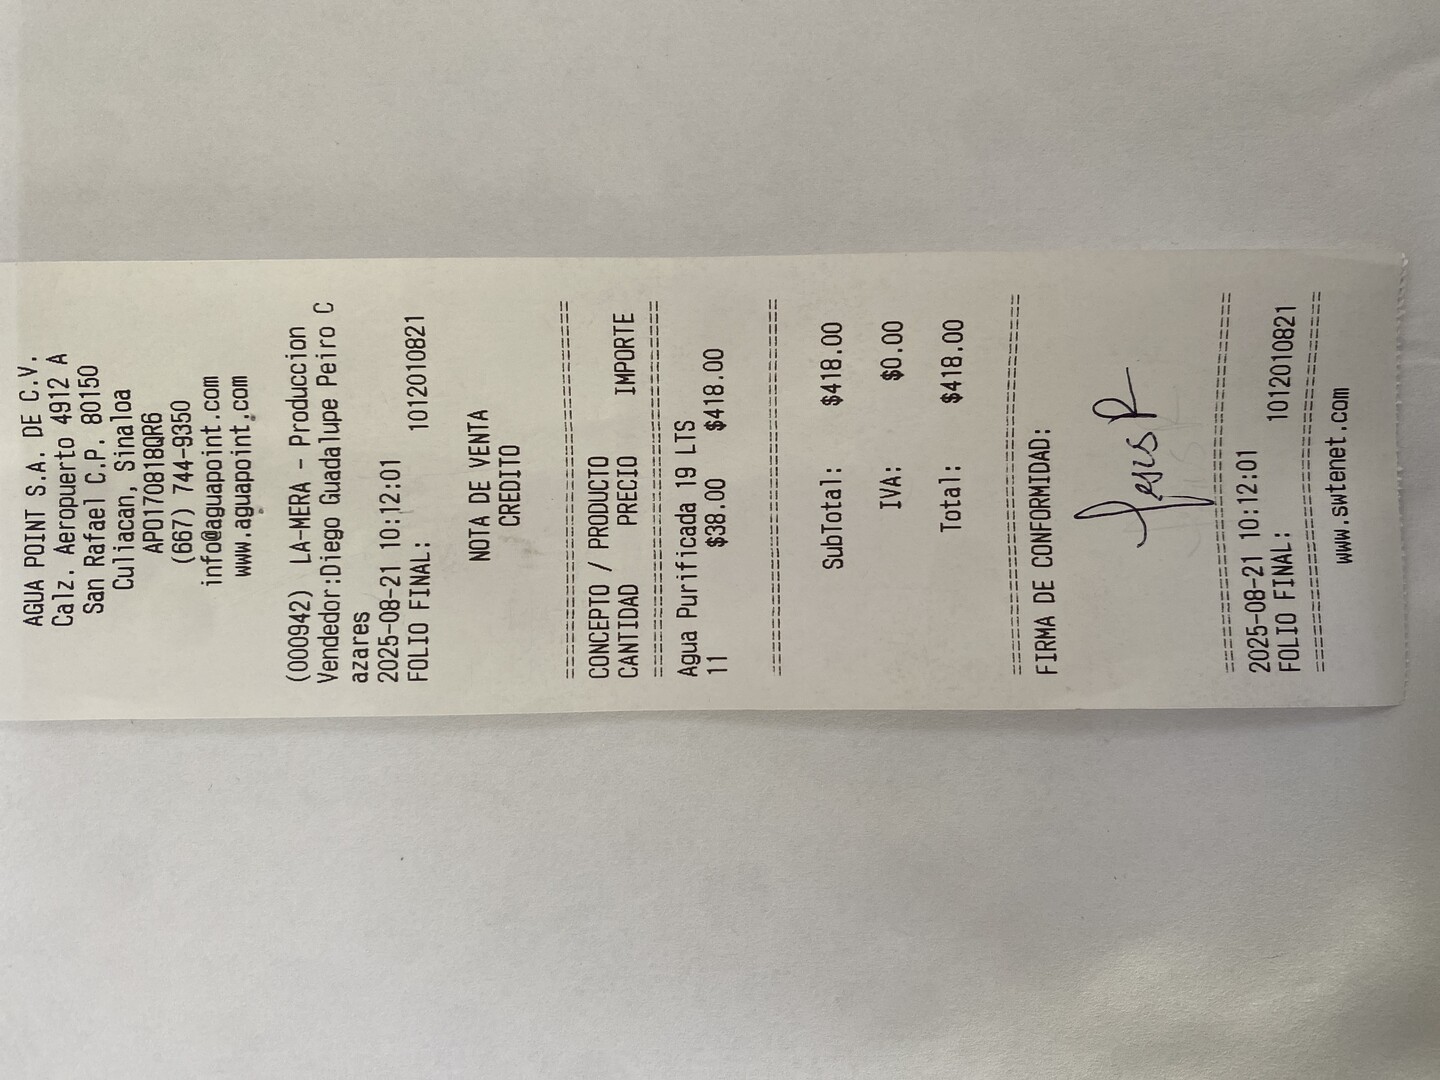 AGUA POINT S.A. DE C.V.
Calz. Aeropuerto 4912 A
San Rafael C.P. 80150
Culiacan, Sinaloa
APO170818QR6
(667) 744-9350
info@aguapoint.com
www.aguapoint.com
(000942) LA-MERA - Produccion
Vendedor:Diego Guadalupe Peiro C
azares
2025-08-21 10:12:01
FOLIO FINAL: 1012010821
NOTA DE VENTA
CREDITO
================================
CONCEPTO / PRODUCTO
CANTIDAD PRECIO IMPORTE
================================
Agua Purificada 19 LTS
11 $38.00 $418.00
================================
SubTotal: $418.00
IVA: $0.00
Total: $418.00
================================
FIRMA DE CONFORMIDAD:
Jesus R
================================
2025-08-21 10:12:01
FOLIO FINAL: 1012010821
================================
www.swtenet.com